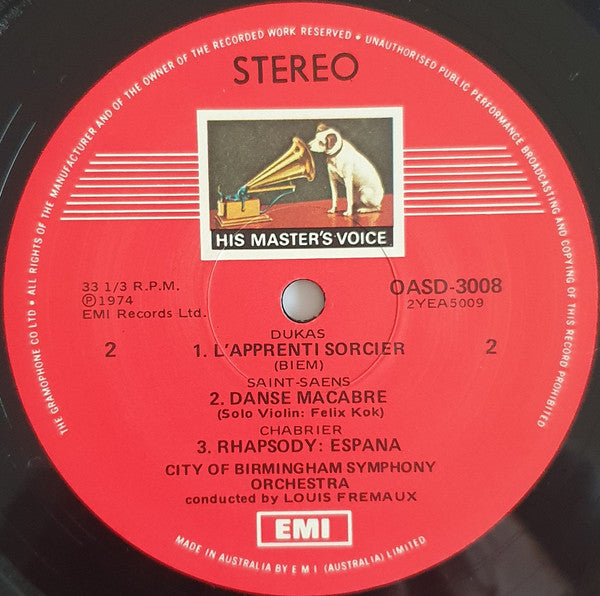 THE GRAMOPHONE CO LTD • ALL RIGHTS OF THE MANUFACTURER AND OF THE OWNER OF THE RECORDED WORK RESERVED • UNAUTHORISED PUBLIC PERFORMANCE BROADCASTING AND COPYING OF THIS RECORD PROHIBITED
STEREO
HIS MASTER'S VOICE
33 1/3 R.P.M.
℗1974
EMI Records Ltd.
OASD-3008
2YEA5009
2
2
DUKAS
1. L'APPRENTI SORCIER
(BIEM)
SAINT-SAENS
2. DANSE MACABRE
(Solo Violin: Felix Kok)
CHABRIER
3. RHAPSODY: ESPANA
CITY OF BIRMINGHAM SYMPHONY
ORCHESTRA
conducted by LOUIS FREMAUX
EMI
MADE IN AUSTRALIA BY E M I (AUSTRALIA) LIMITED